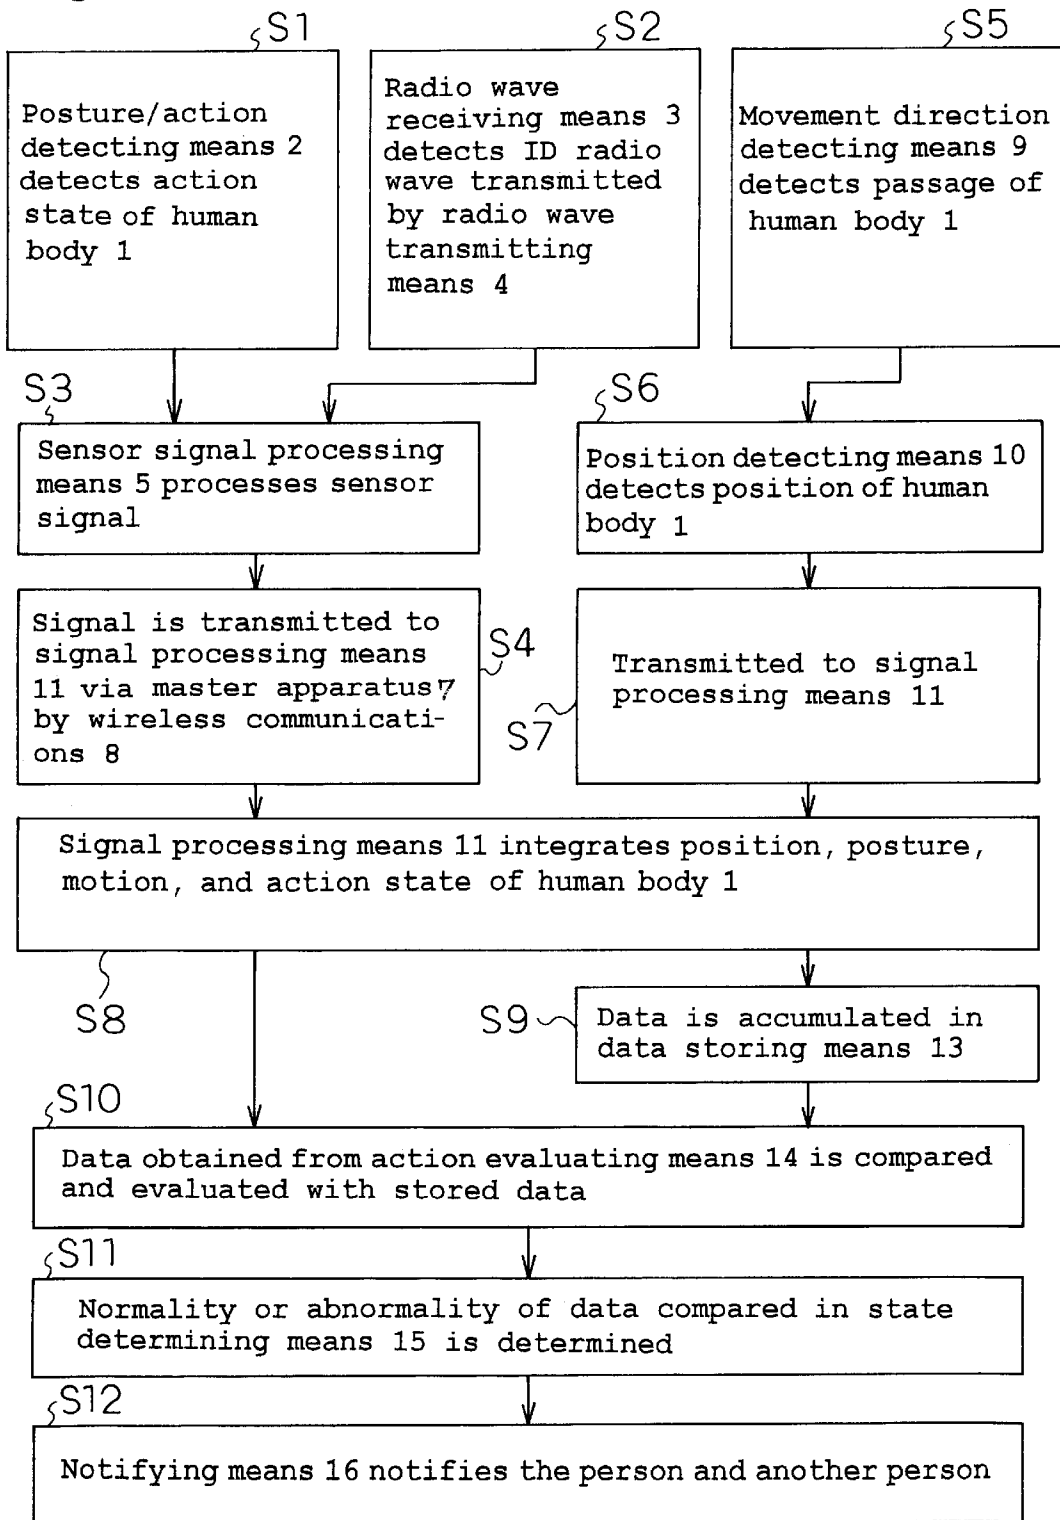 S1
Posture/action
detecting means 2
detects action
state of human
body 1
S2
Radio wave
receiving means 3
detects ID radio
wave transmitted
by radio wave
transmitting
means 4
S5
Movement direction
detecting means 9
detects passage of
human body 1
S3
Sensor signal processing
means 5 processes sensor
signal
S6
Position detecting means 10
detects position of human
body 1
S4
Signal is transmitted to
signal processing means
11 via master apparatus 7
by wireless communicati-
ons 8
S7
Transmitted to signal
processing means 11
Signal processing means 11 integrates position, posture,
motion, and action state of human body 1
S8
S9
Data is accumulated in
data storing means 13
S10
Data obtained from action evaluating means 14 is compared
and evaluated with stored data
S11
Normality or abnormality of data compared in state
determining means 15 is determined
S12
Notifying means 16 notifies the person and another person